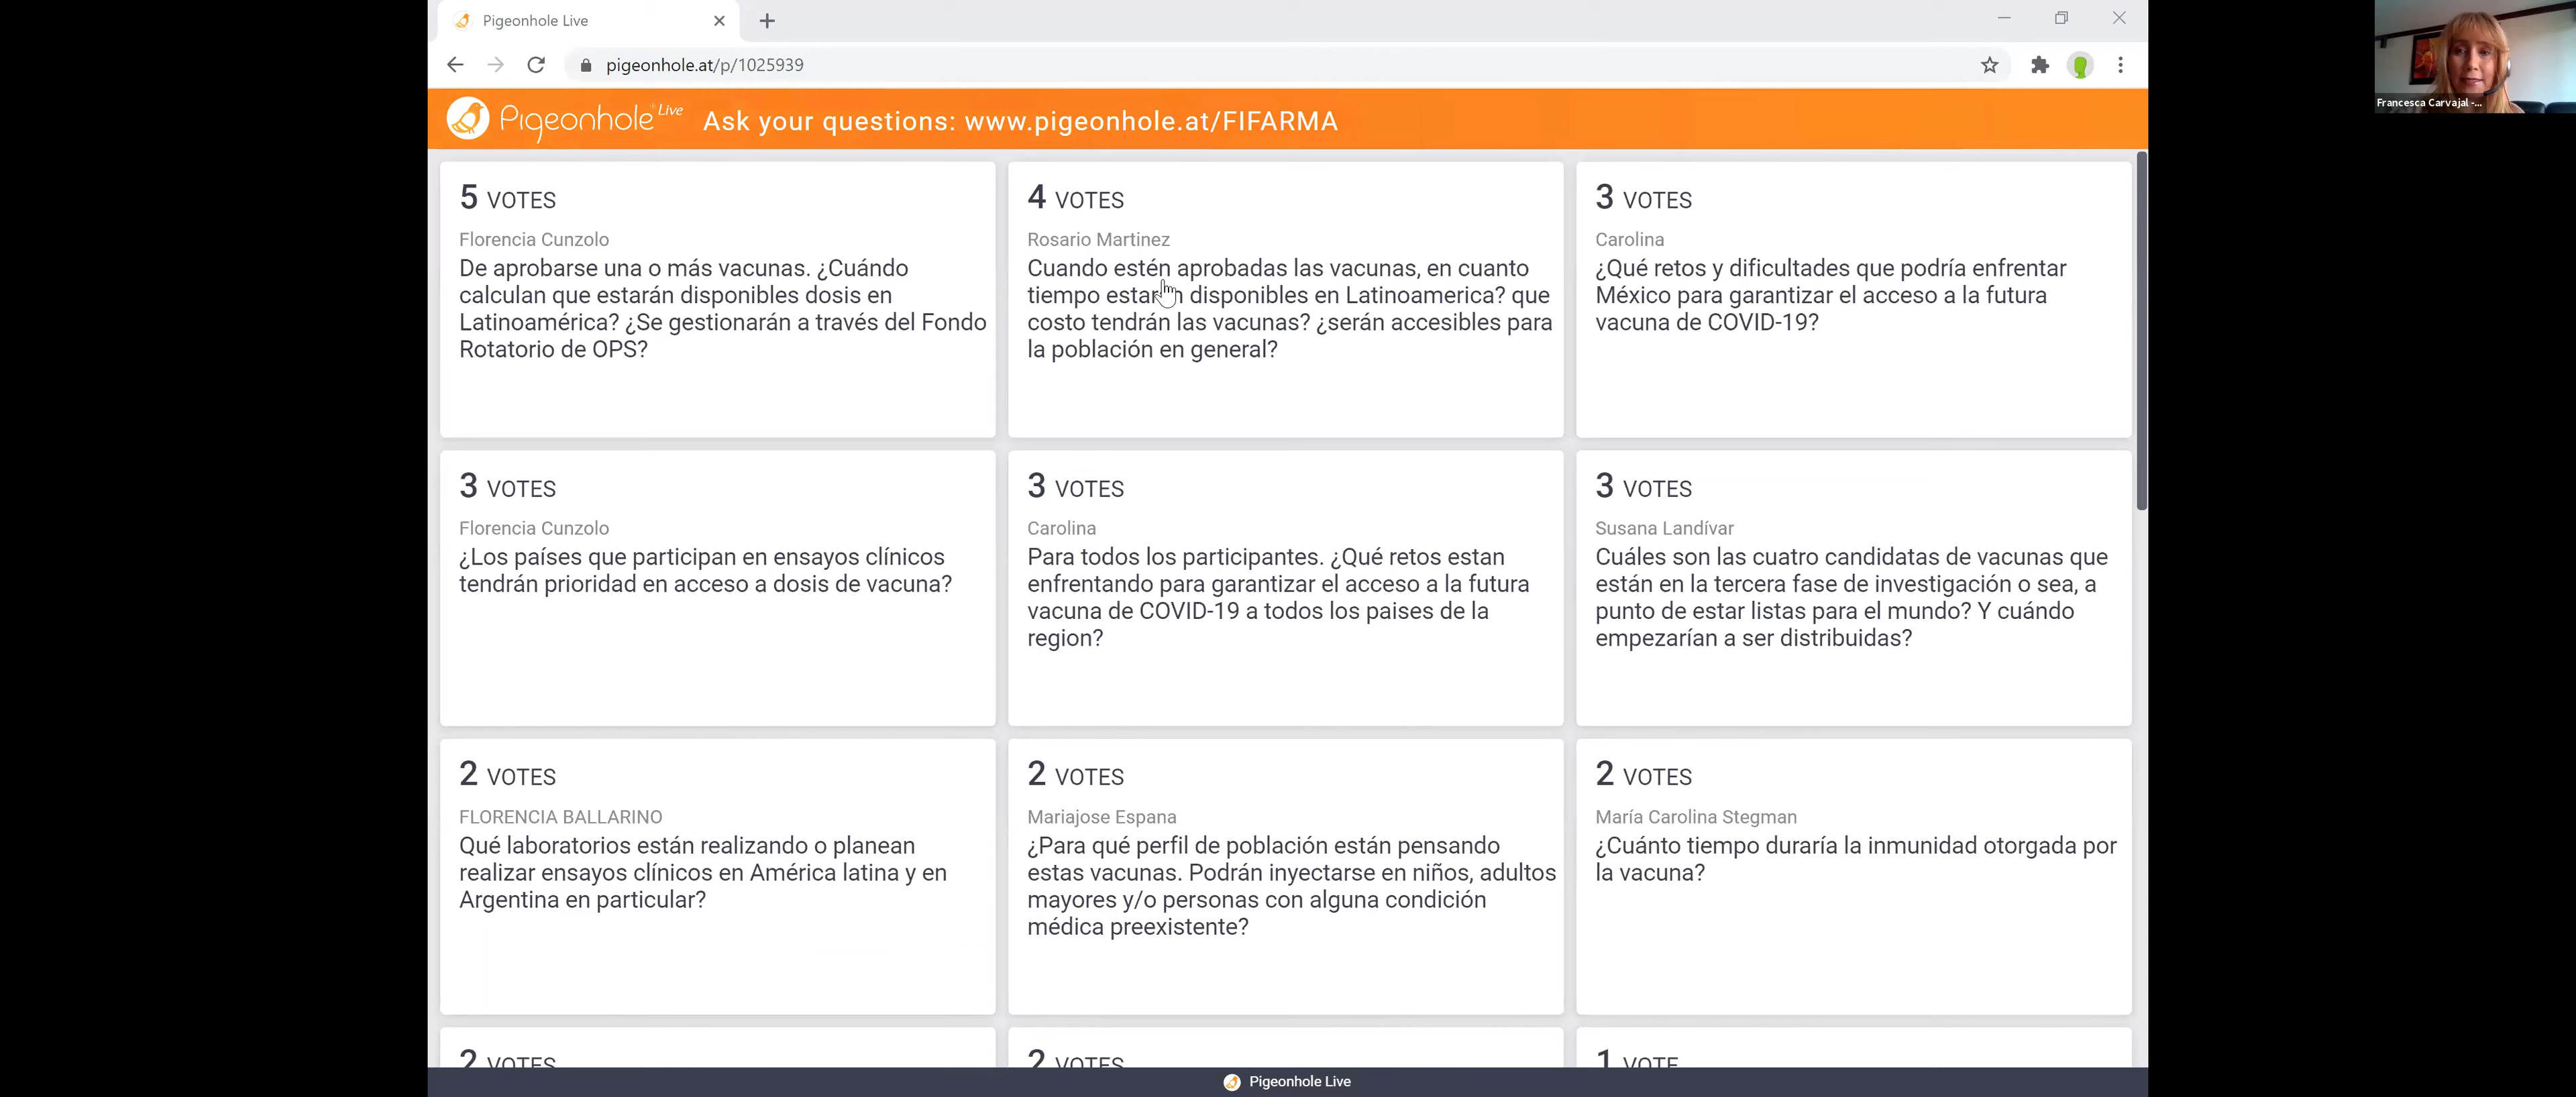 Pigeonhole Live
pigeonhole.at/p/1025939
Pigeonhole Live Ask your questions: www.pigeonhole.at/FIFARMA
Francesca Carvajal -...
5 VOTES
Florencia Cunzolo
De aprobarse una o más vacunas. ¿Cuándo
calculan que estarán disponibles dosis en
Latinoamérica? ¿Se gestionarán a través del Fondo
Rotatorio de OPS?
4 VOTES
Rosario Martinez
Cuando estén aprobadas las vacunas, en cuanto
tiempo estarán disponibles en Latinoamerica? que
costo tendrán las vacunas? ¿serán accesibles para
la población en general?
3 VOTES
Carolina
¿Qué retos y dificultades que podría enfrentar
México para garantizar el acceso a la futura
vacuna de COVID-19?
3 VOTES
Florencia Cunzolo
¿Los países que participan en ensayos clínicos
tendrán prioridad en acceso a dosis de vacuna?
3 VOTES
Carolina
Para todos los participantes. ¿Qué retos estan
enfrentando para garantizar el acceso a la futura
vacuna de COVID-19 a todos los paises de la
region?
3 VOTES
Susana Landívar
Cuáles son las cuatro candidatas de vacunas que
están en la tercera fase de investigación o sea, a
punto de estar listas para el mundo? Y cuándo
empezarían a ser distribuidas?
2 VOTES
FLORENCIA BALLARINO
Qué laboratorios están realizando o planean
realizar ensayos clínicos en América latina y en
Argentina en particular?
2 VOTES
Mariajose Espana
¿Para qué perfil de población están pensando
estas vacunas. Podrán inyectarse en niños, adultos
mayores y/o personas con alguna condición
médica preexistente?
2 VOTES
María Carolina Stegman
¿Cuánto tiempo duraría la inmunidad otorgada por
la vacuna?
2 VOTES
2 VOTES
1 VOTE
Pigeonhole Live